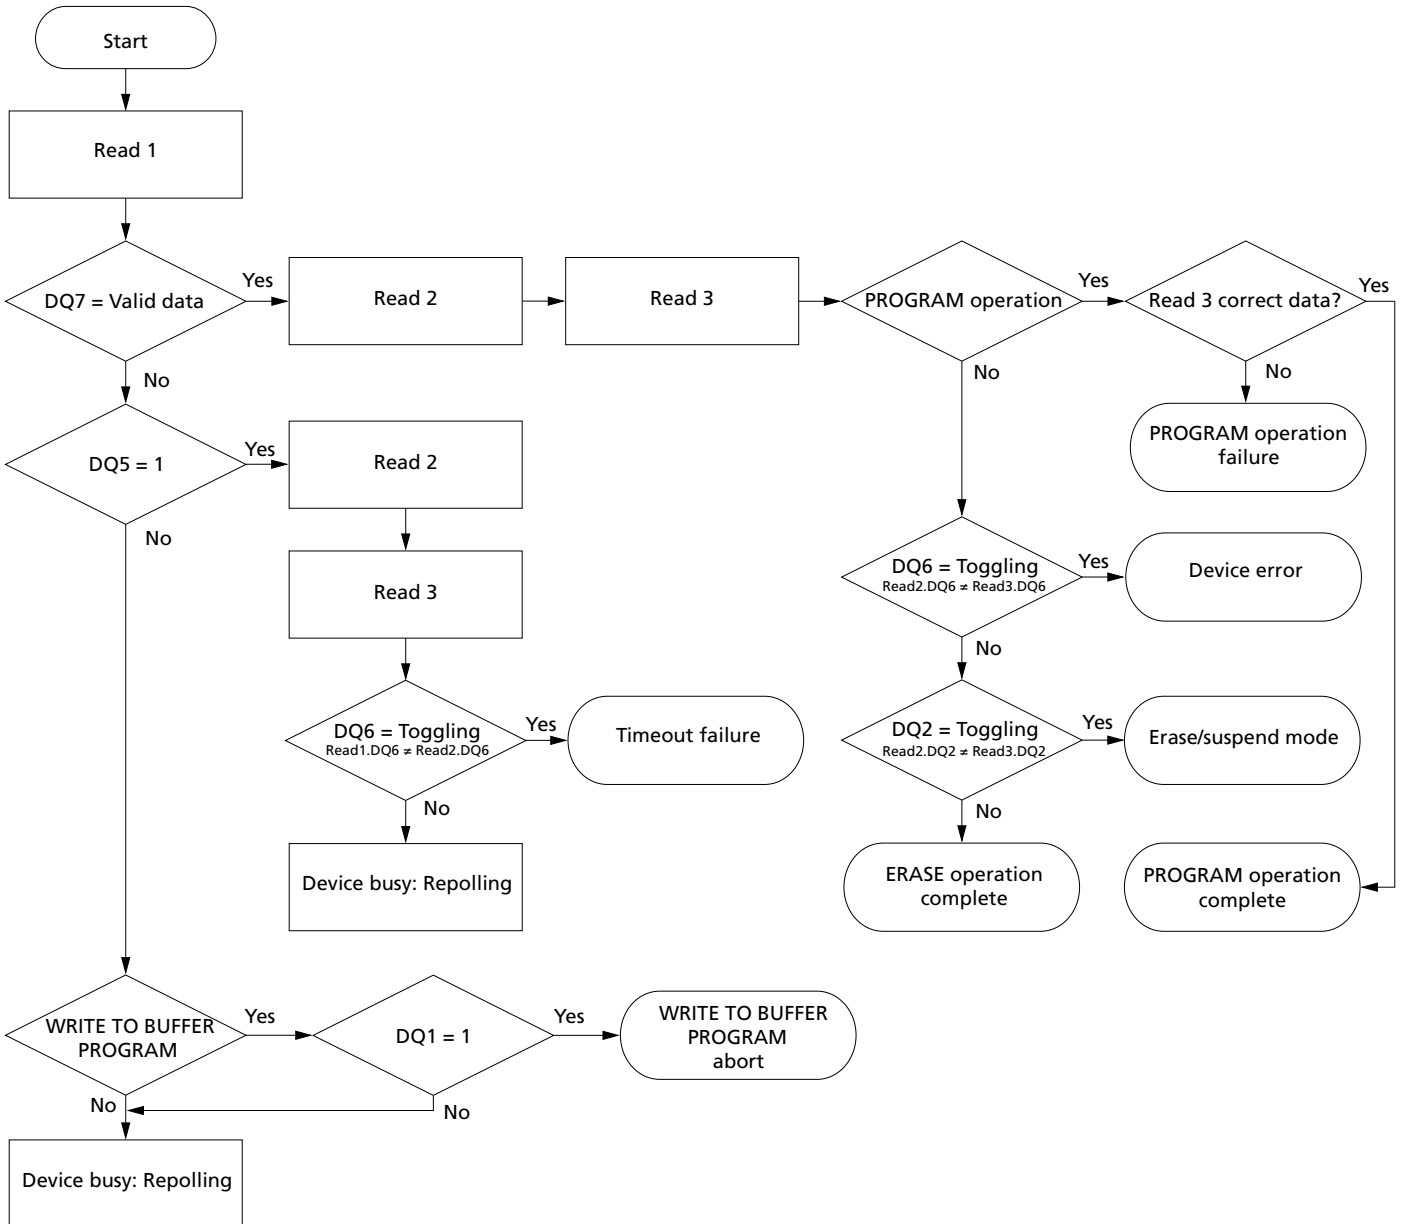 Start
Read 1
DQ7 = Valid data
Yes
Read 2
Read 3
PROGRAM operation
Yes
Read 3 correct data?
Yes
No
No
No
PROGRAM operation
failure
DQ5 = 1
Yes
Read 2
No
Read 3
DQ6 = Toggling
Read2.DQ6 ≠ Read3.DQ6
Yes
Device error
No
DQ6 = Toggling
Read1.DQ6 ≠ Read2.DQ6
Yes
Timeout failure
DQ2 = Toggling
Read2.DQ2 ≠ Read3.DQ2
Yes
Erase/suspend mode
No
No
Device busy: Repolling
ERASE operation
complete
PROGRAM operation
complete
WRITE TO BUFFER
PROGRAM
Yes
DQ1 = 1
Yes
WRITE TO BUFFER
PROGRAM
abort
No
No
Device busy: Repolling